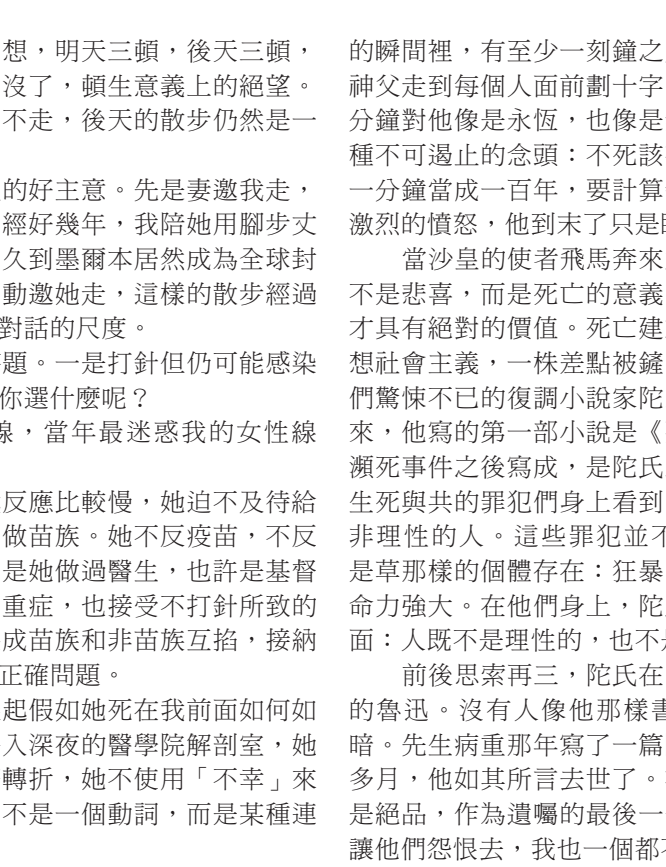 想，明天三頓，後天三頓，
沒了，頓生意義上的絕望。
不走，後天的散步仍然是一
的好主意。先是妻邀我走，
經好幾年，我陪她用腳步丈
久到墨爾本居然成為全球封
動邀她走，這樣的散步經過
對話的尺度。
題。一是打針但仍可能感染
你選什麼呢？
線，當年最迷惑我的女性線
反應比較慢，她迫不及待給
做苗族。她不反疫苗，不反
是她做過醫生，也許是基督
重症，也接受不打針所致的
成苗族和非苗族互掐，接納
正確問題。
起假如她死在我前面如何如
入深夜的醫學院解剖室，她
轉折，她不使用「不幸」來
不是一個動詞，而是某種連
的瞬間裡，有至少一刻鐘之
神父走到每個人面前劃十字
分鐘對他像是永恆，也像是
種不可遏止的念頭：不死該
一分鐘當成一百年，要計算
激烈的憤怒，他到末了只是
當沙皇的使者飛馬奔來
不是悲喜，而是死亡的意義
才具有絕對的價值。死亡建
想社會主義，一株差點被鏟
們驚悚不已的復調小說家陀
來，他寫的第一部小說是《
瀕死事件之後寫成，是陀氏
生死與共的罪犯們身上看到
非理性的人。這些罪犯並不
是草那樣的個體存在：狂暴
命力強大。在他們身上，陀
面：人既不是理性的，也不是
前後思索再三，陀氏在
的魯迅。沒有人像他那樣書
暗。先生病重那年寫了一篇
多月，他如其所言去世了。
是絕品，作為遺囑的最後一
讓他們怨恨去，我也一個都不